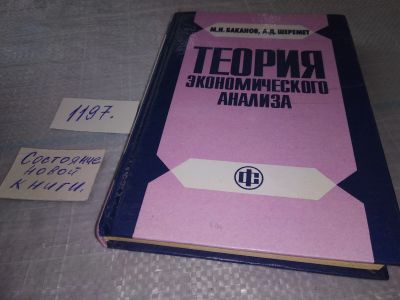 М.И. БАКАНОВ, А.Д. ШЕРЕМЕТ
ТЕОРИЯ
ЭКОНОМИЧЕСКОГО
АНАЛИЗА
ФС
1197.
Состояние
новой
книги.